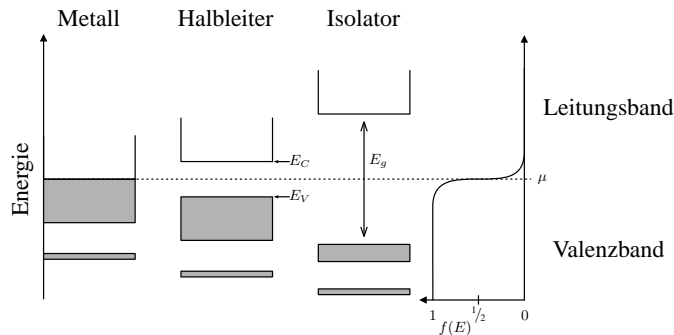 Metall
Halbleiter
Isolator
Energie
Leitungsband
E_C
E_g
μ
E_V
Valenzband
1
1/2
0
f(E)